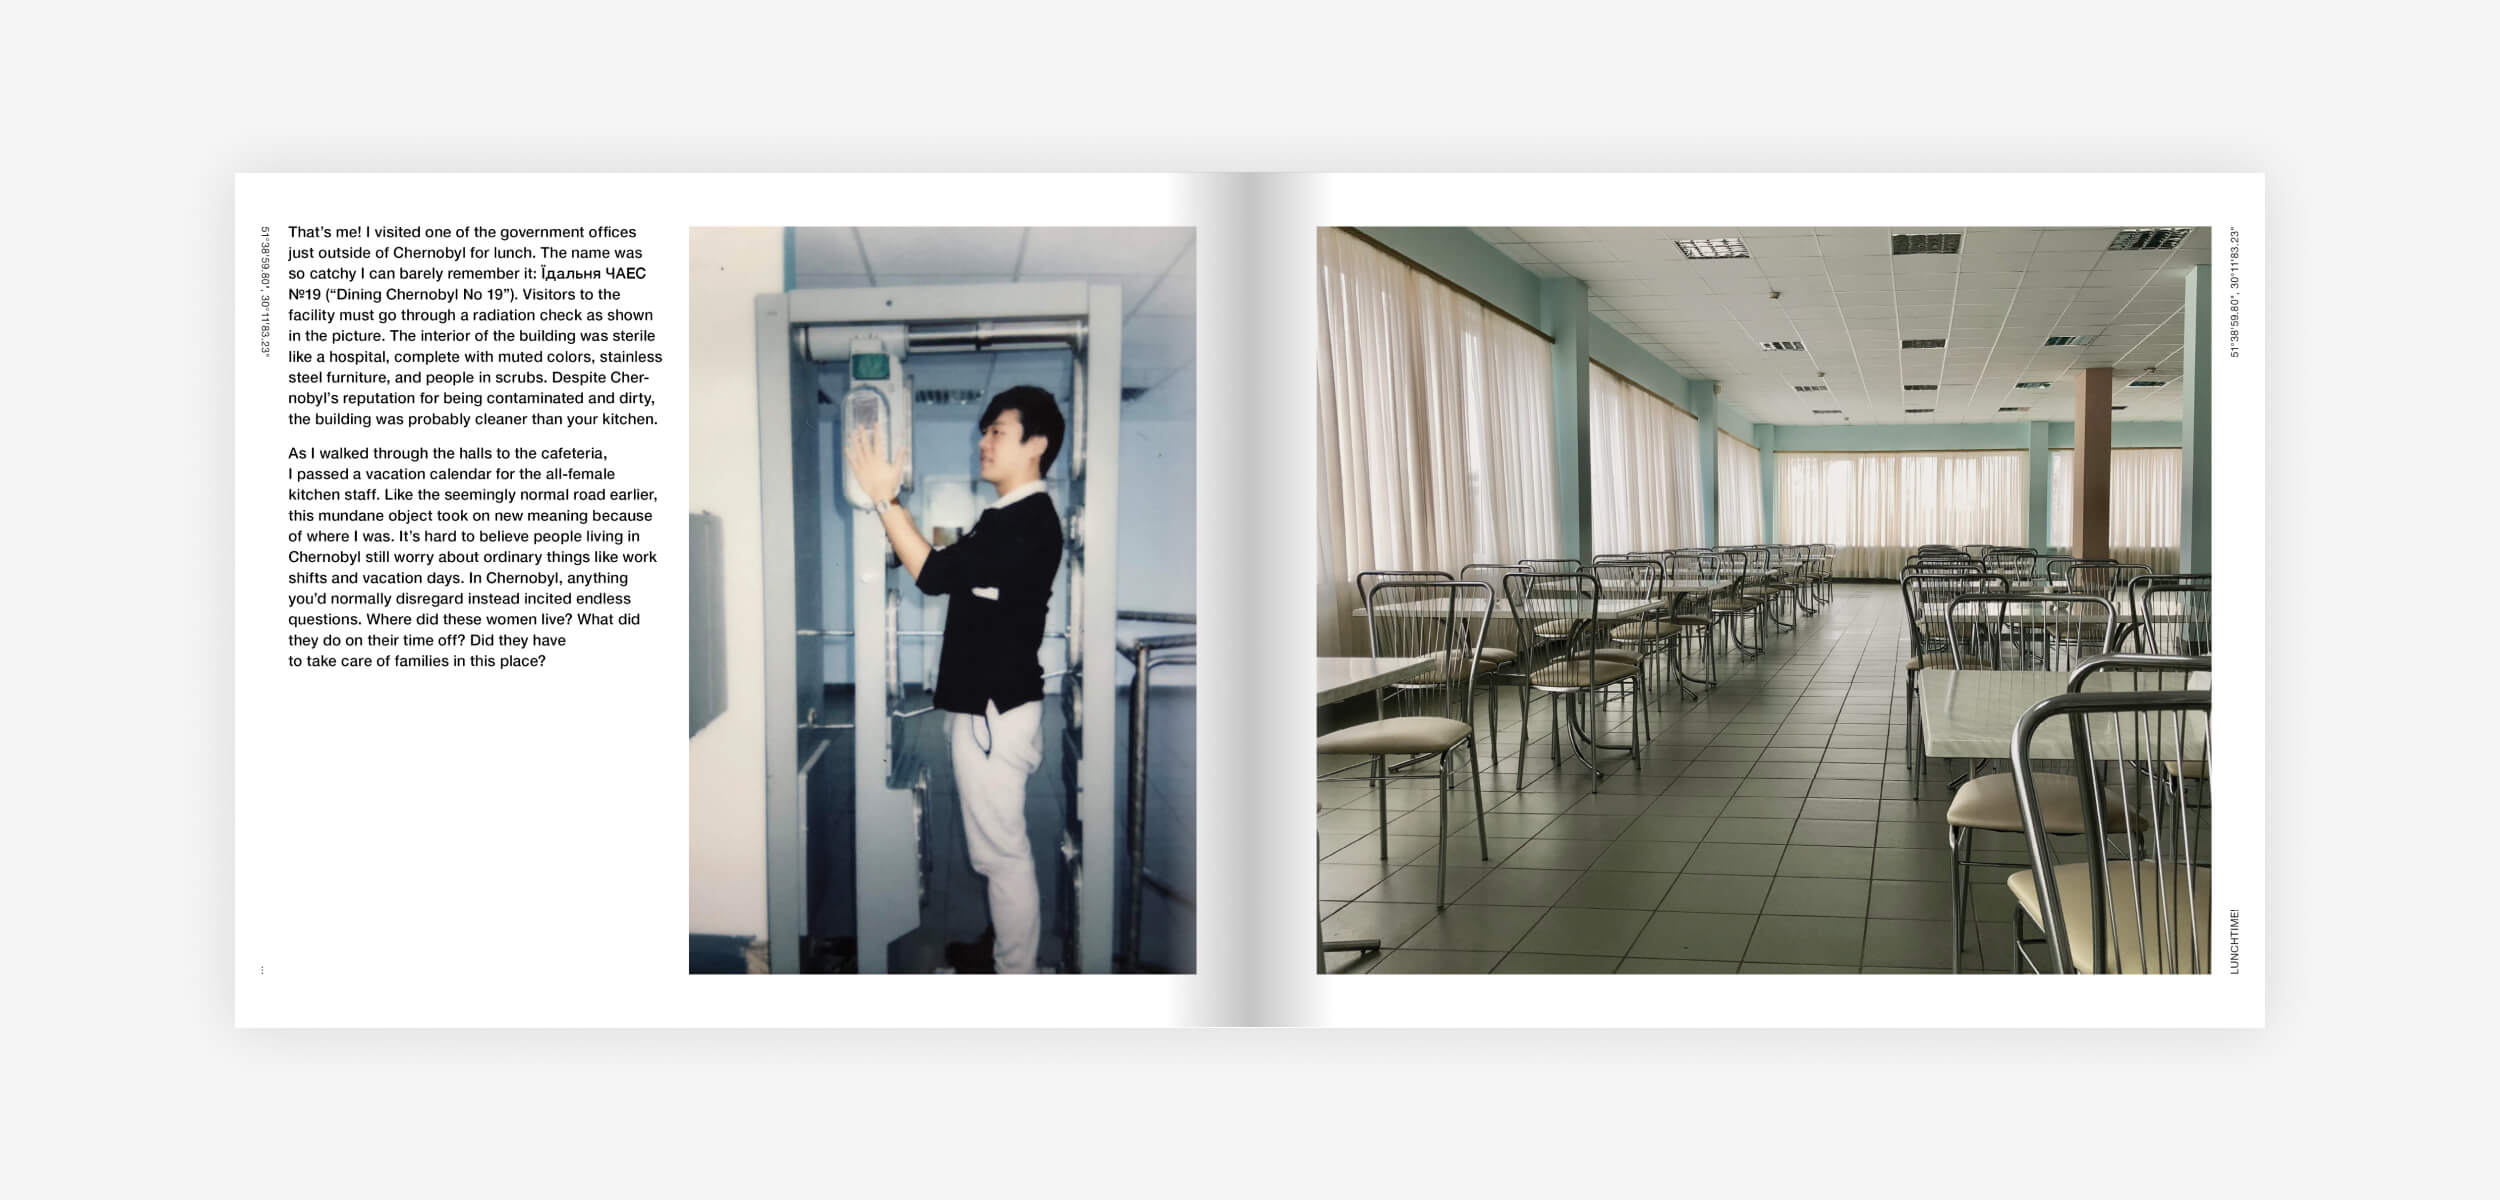 51°38'59.80", 30°11'83.23"
That’s me! I visited one of the government offices
just outside of Chernobyl for lunch. The name was
so catchy I can barely remember it: Їдальня ЧАЕС
№19 (“Dining Chernobyl No 19”). Visitors to the
facility must go through a radiation check as shown
in the picture. The interior of the building was sterile
like a hospital, complete with muted colors, stainless
steel furniture, and people in scrubs. Despite Cher-
nobyl’s reputation for being contaminated and dirty,
the building was probably cleaner than your kitchen.
As I walked through the halls to the cafeteria,
I passed a vacation calendar for the all-female
kitchen staff. Like the seemingly normal road earlier,
this mundane object took on new meaning because
of where I was. It’s hard to believe people living in
Chernobyl still worry about ordinary things like work
shifts and vacation days. In Chernobyl, anything
you’d normally disregard instead incited endless
questions. Where did these women live? What did
they do on their time off? Did they have
to take care of families in this place?
...
51°38'59.80", 30°11'83.23"
LUNCHTIME!